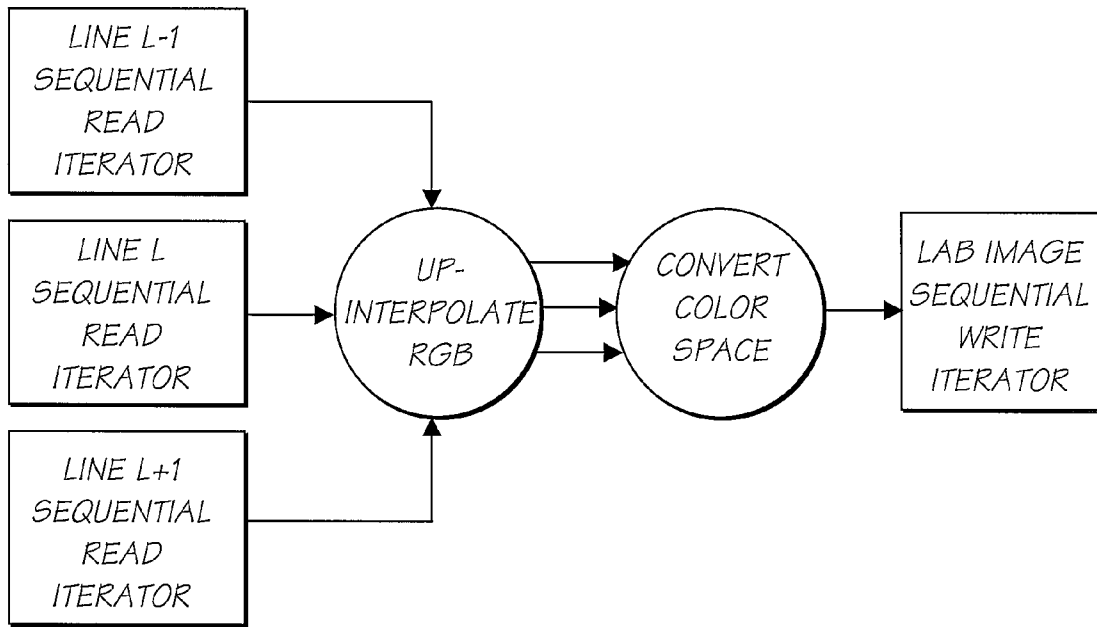 LINE L-1
SEQUENTIAL
READ
ITERATOR
LINE L
SEQUENTIAL
READ
ITERATOR
LINE L+1
SEQUENTIAL
READ
ITERATOR
UP-
INTERPOLATE
RGB
CONVERT
COLOR
SPACE
LAB IMAGE
SEQUENTIAL
WRITE
ITERATOR